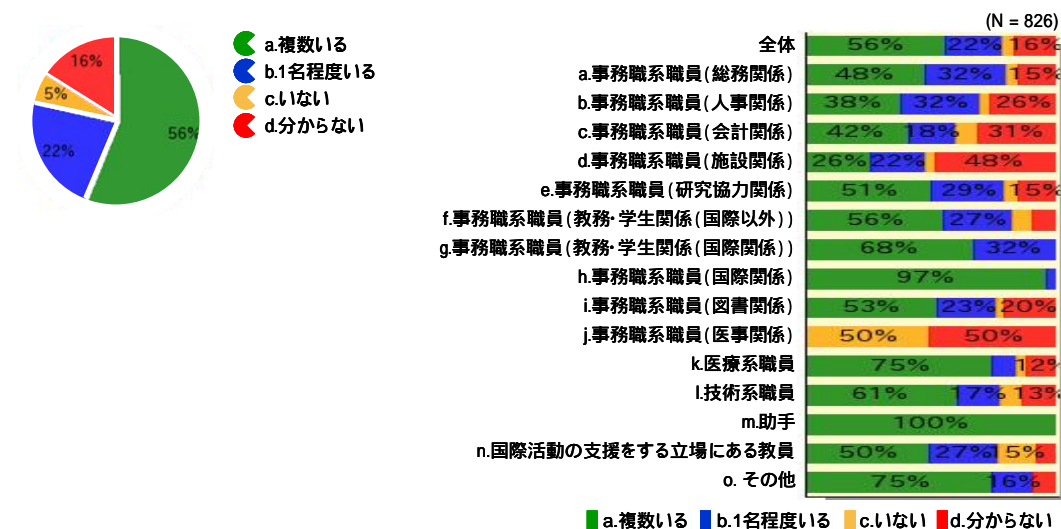 (N = 826)
a.複数いる
b.1名程度いる
c.いない
d.分からない
16%
5%
22%
56%
全体 56% 22% 16%
a.事務職系職員(総務関係) 48% 32% 15%
b.事務職系職員(人事関係) 38% 32% 26%
c.事務職系職員(会計関係) 42% 18% 31%
d.事務職系職員(施設関係) 26% 22% 48%
e.事務職系職員(研究協力関係) 51% 29% 15%
f.事務職系職員(教務・学生関係(国際以外)) 56% 27%
g.事務職系職員(教務・学生関係(国際関係)) 68% 32%
h.事務職系職員(国際関係) 97%
i.事務職系職員(図書関係) 53% 23% 20%
j.事務職系職員(医事関係) 50% 50%
k.医療系職員 75% 12%
l.技術系職員 61% 17% 13%
m.助手 100%
n.国際活動の支援をする立場にある教員 50% 27% 15%
o. その他 75% 16%
a.複数いる b.1名程度いる c.いない d.分からない